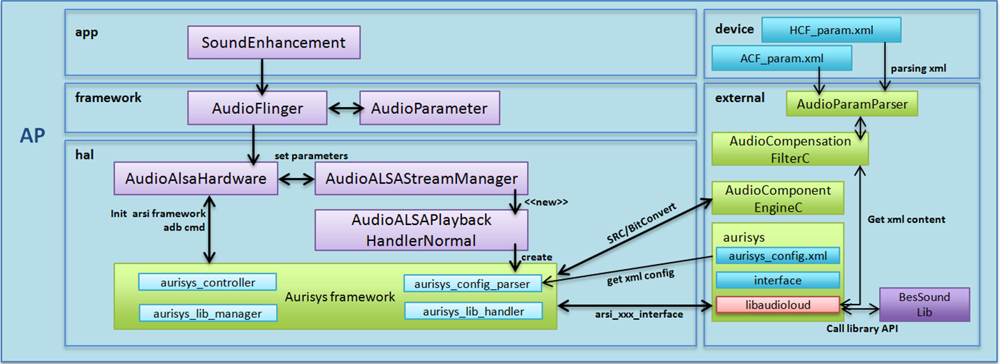 AP
app
SoundEnhancement
framework
AudioFlinger
AudioParameter
hal
set parameters
AudioAlsaHardware
AudioALSAStreamManager
<<new>>
Init arsi framework
adb cmd
AudioALSAPlayback
HandlerNormal
create
aurisys_controller
aurisys_config_parser
Aurisys framework
aurisys_lib_manager
aurisys_lib_handler
SRC/BitConvert
get xml config
arsi_xxx_interface
device
HCF_param.xml
ACF_param.xml
parsing xml
external
AudioParamParser
AudioCompensation
FilterC
AudioComponent
EngineC
Get xml content
aurisys
aurisys_config.xml
interface
libaudioloud
BesSound
Lib
Call library API